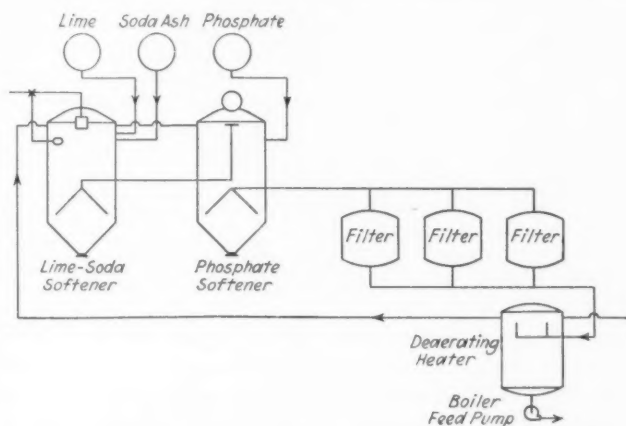 Lime
Soda Ash
Phosphate
Filter
Filter
Filter
Lime-Soda
Softener
Phosphate
Softener
Deaerating
Heater
Boiler
Feed Pump